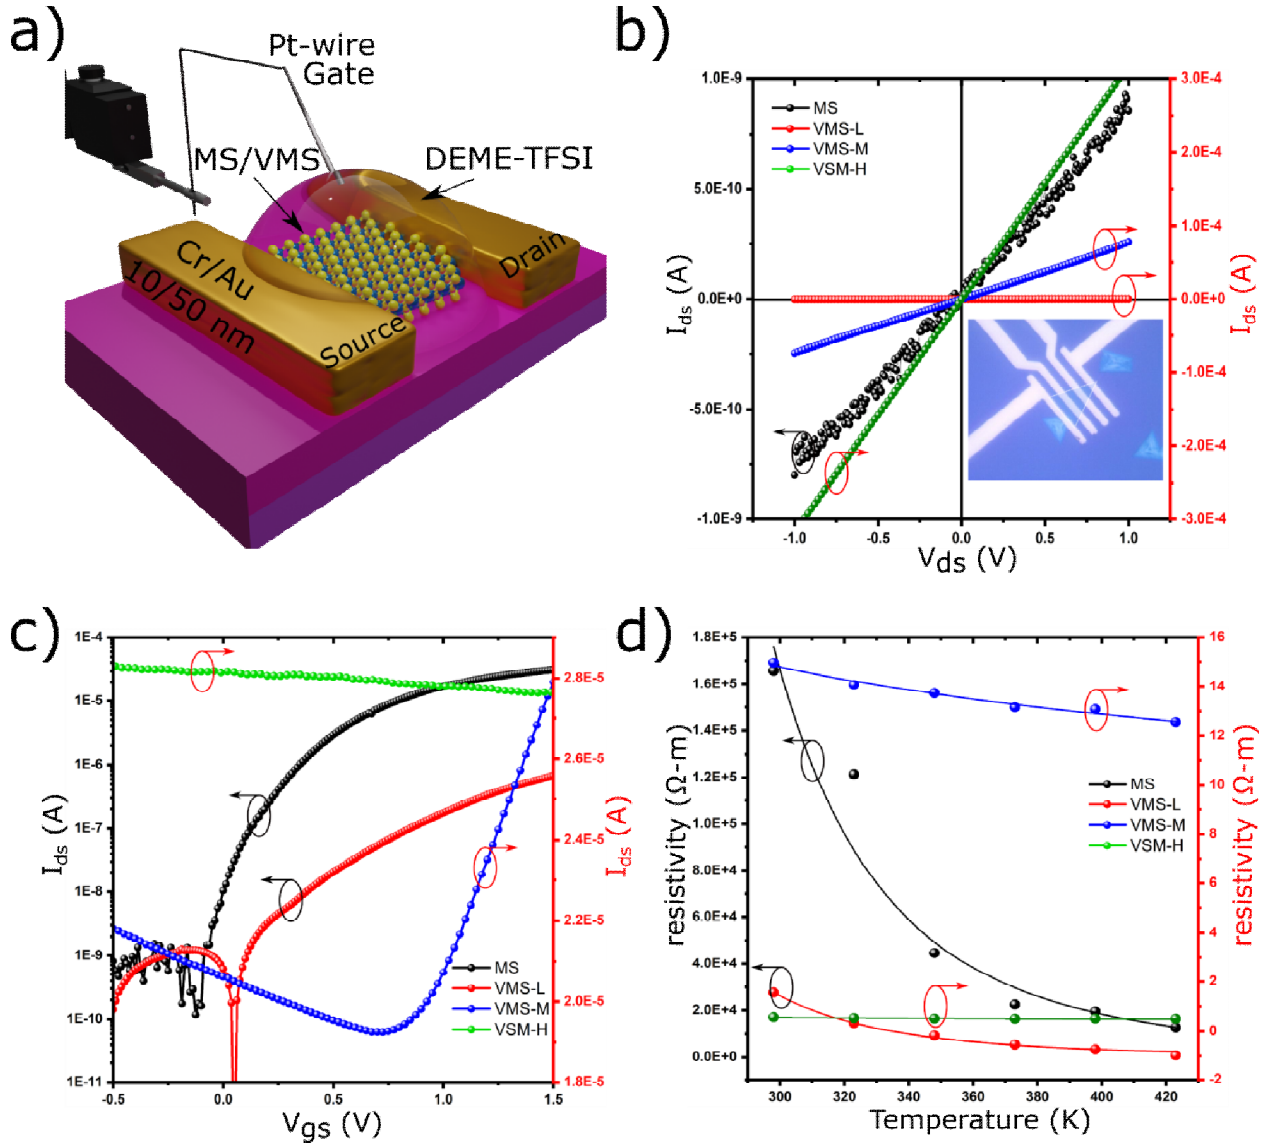 a)
Pt-wire
Gate
MS/VMS
DEME-TFSI
Cr/Au
10/50 nm
Source
Drain
b)
1.0E-9
5.0E-10
0.0E+0
-5.0E-10
-1.0E-9
Ids (A)
MS
VMS-L
VMS-M
VSM-H
3.0E-4
2.0E-4
1.0E-4
0.0E+0
-1.0E-4
-2.0E-4
-3.0E-4
Ids (A)
-1.0
-0.5
0.0
0.5
1.0
Vds (V)
c)
1E-4
1E-5
1E-6
1E-7
1E-8
1E-9
1E-10
1E-11
Ids (A)
2.8E-5
2.6E-5
2.4E-5
2.2E-5
2.0E-5
1.8E-5
Ids (A)
MS
VMS-L
VMS-M
VSM-H
-0.5
0.0
0.5
1.0
1.5
Vgs (V)
d)
1.8E+5
1.6E+5
1.4E+5
1.2E+5
1.0E+5
8.0E+4
6.0E+4
4.0E+4
2.0E+4
0.0E+0
resistivity (Ω-m)
MS
VMS-L
VMS-M
VSM-H
16
14
12
10
8
6
4
2
0
-2
resistivity (Ω-m)
300
320
340
360
380
400
420
Temperature (K)